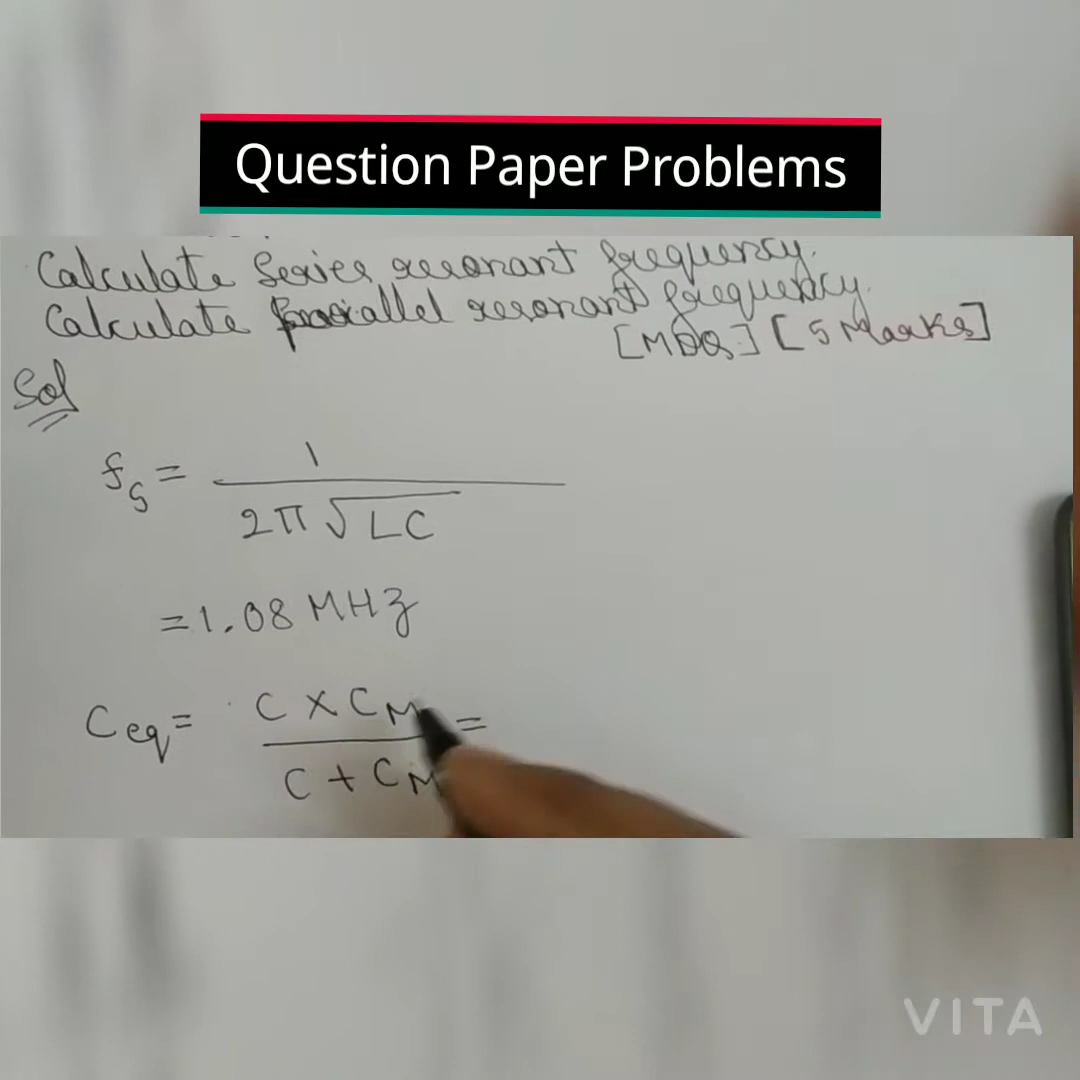 Question Paper Problems
Calculate Series resonant frequency.
Calculate parallel resonant frequency.
[MQS] [5 Marks]
Sol
fs = 1
2π√LC
= 1.08 MHz
Ceq = C X CM =
C + CM
VITA